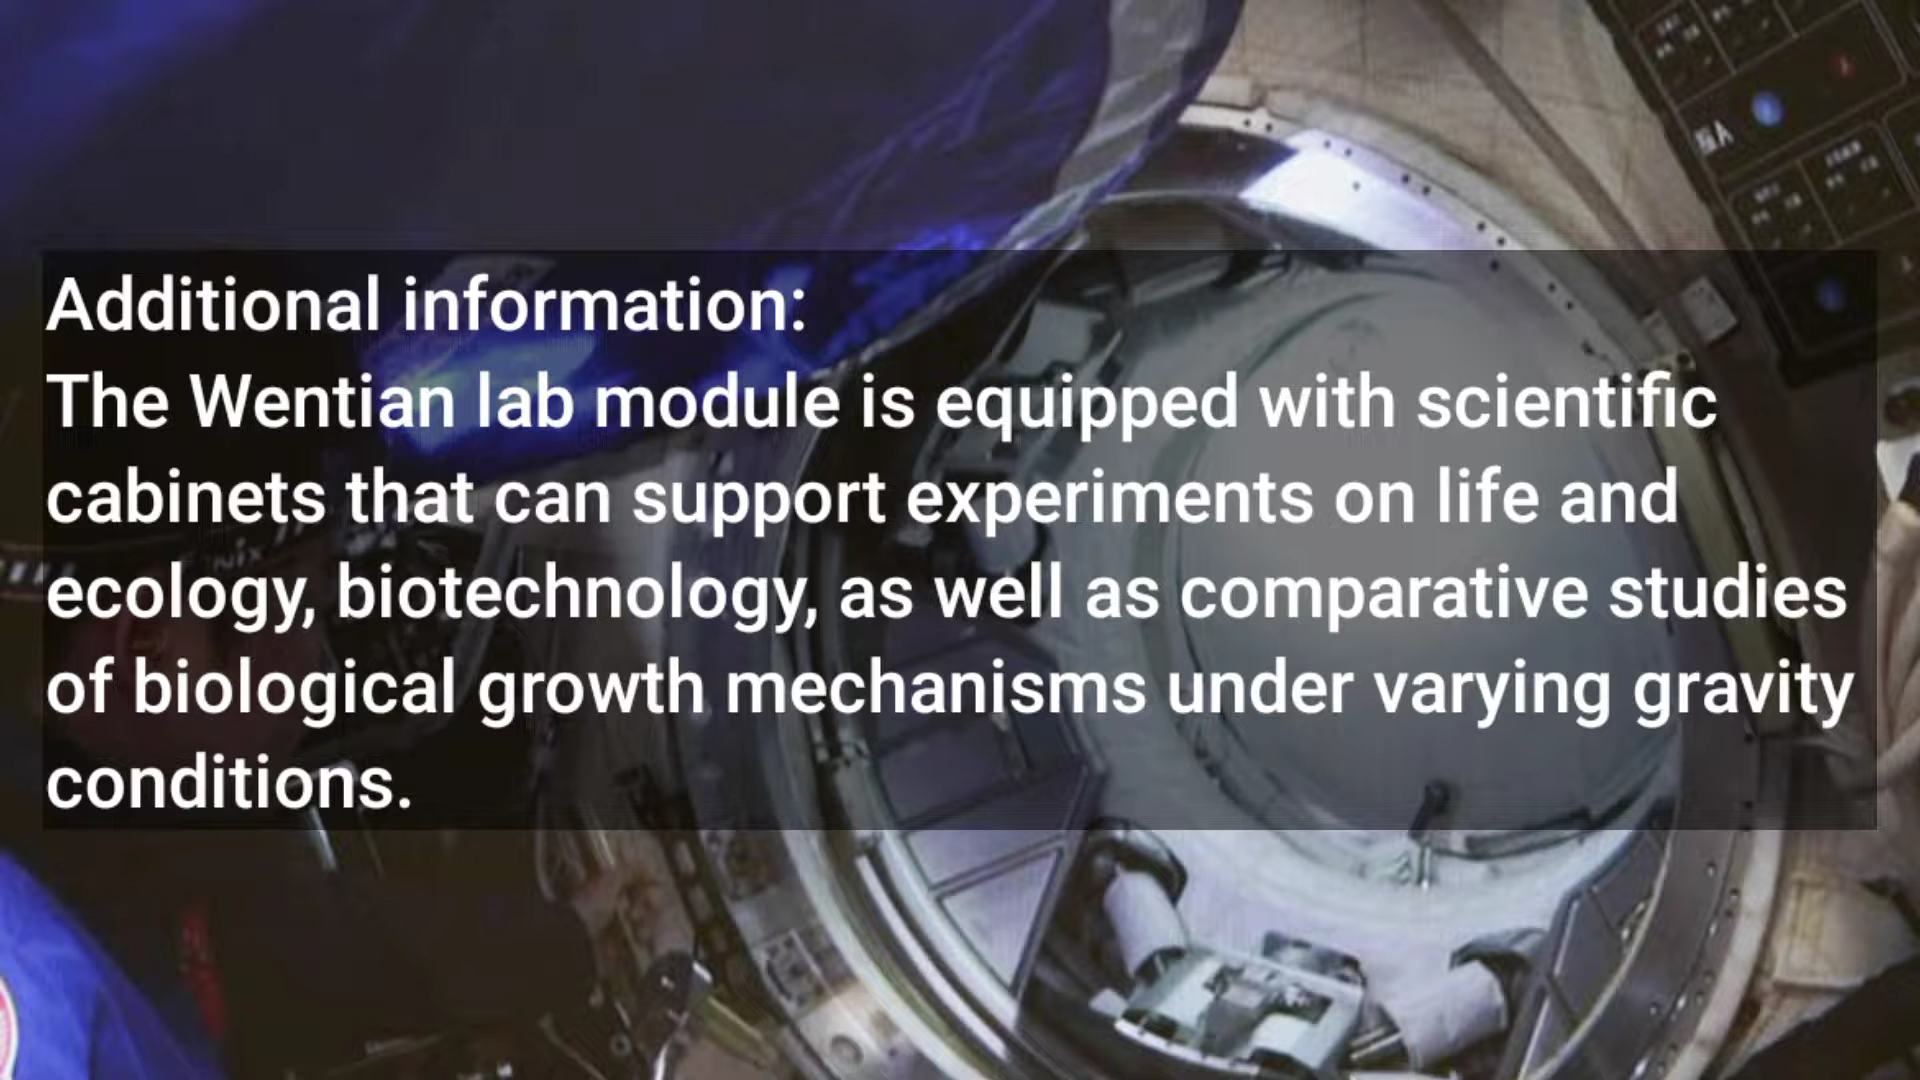 Additional information:
The Wentian lab module is equipped with scientific
cabinets that can support experiments on life and
ecology, biotechnology, as well as comparative studies
of biological growth mechanisms under varying gravity
conditions.